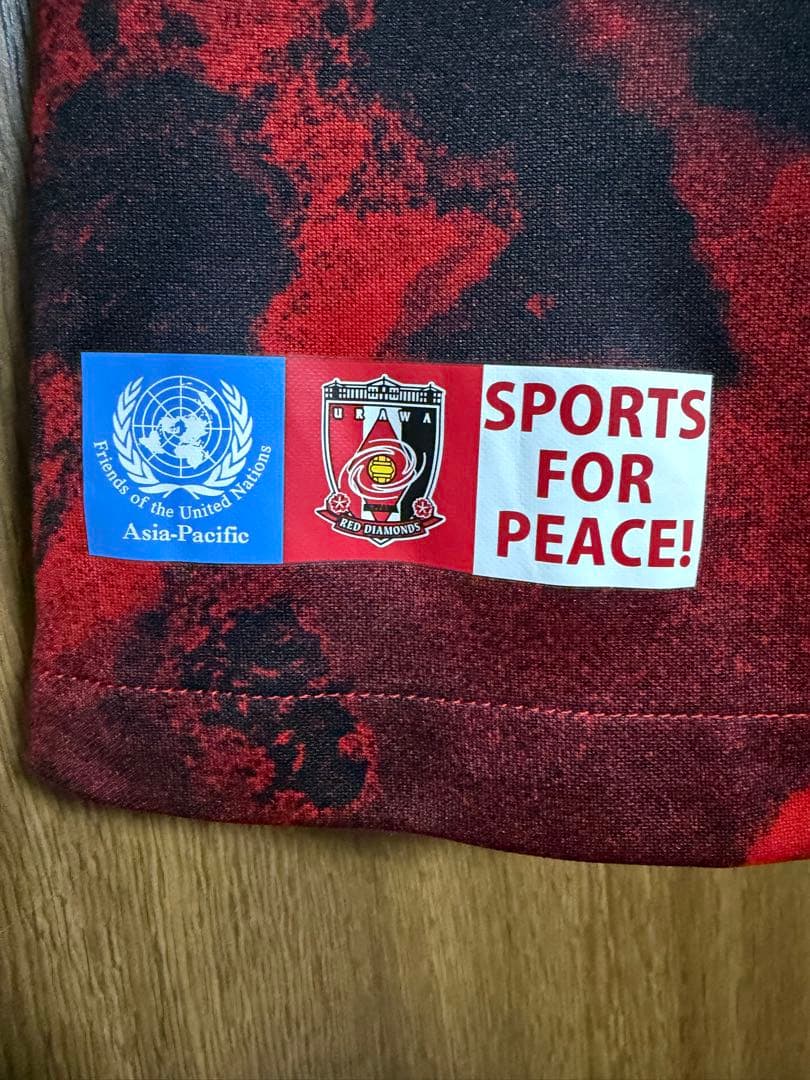 Friends of the United Nations
Asia-Pacific
URAWA
RED DIAMONDS
SPORTS
FOR
PEACE!